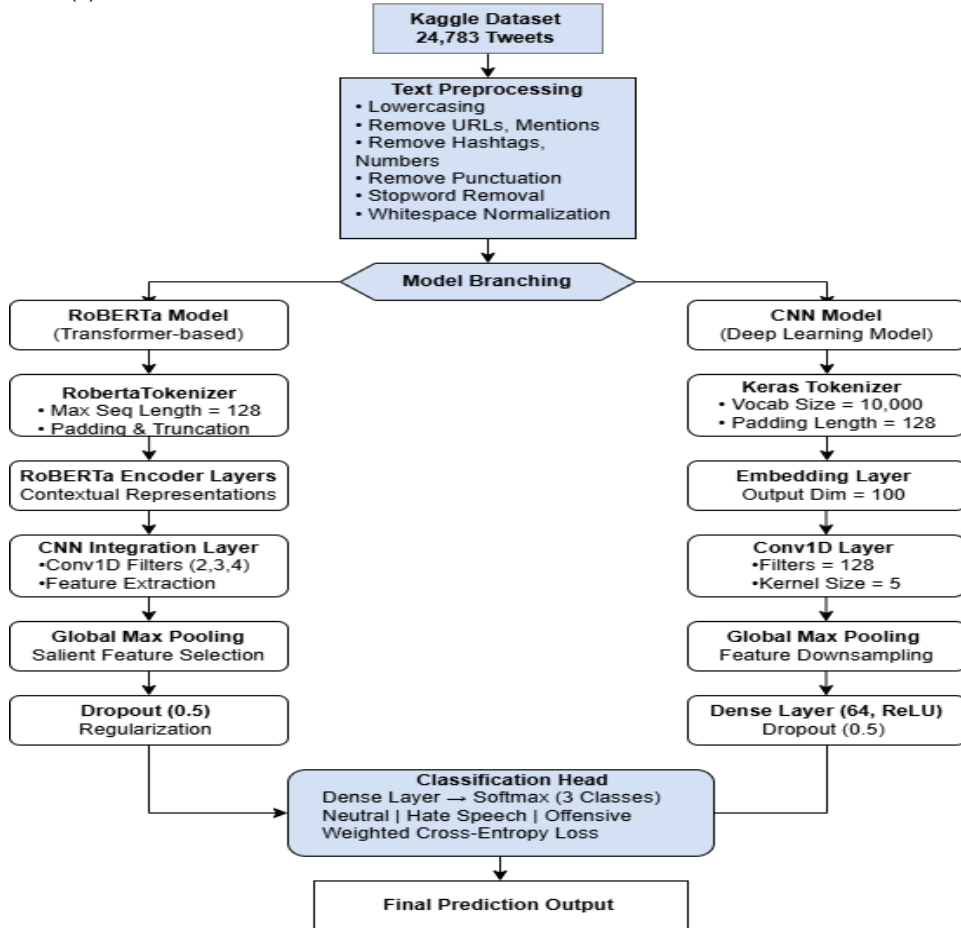 Kaggle Dataset
24,783 Tweets
Text Preprocessing
• Lowercasing
• Remove URLs, Mentions
• Remove Hashtags,
Numbers
• Remove Punctuation
• Stopword Removal
• Whitespace Normalization
Model Branching
RoBERTa Model
(Transformer-based)
RobertaTokenizer
• Max Seq Length = 128
• Padding & Truncation
RoBERTa Encoder Layers
Contextual Representations
CNN Integration Layer
•Conv1D Filters (2,3,4)
•Feature Extraction
Global Max Pooling
Salient Feature Selection
Dropout (0.5)
Regularization
CNN Model
(Deep Learning Model)
Keras Tokenizer
• Vocab Size = 10,000
• Padding Length = 128
Embedding Layer
Output Dim = 100
Conv1D Layer
•Filters = 128
•Kernel Size = 5
Global Max Pooling
Feature Downsampling
Dense Layer (64, ReLU)
Dropout (0.5)
Classification Head
Dense Layer → Softmax (3 Classes)
Neutral | Hate Speech | Offensive
Weighted Cross-Entropy Loss
Final Prediction Output